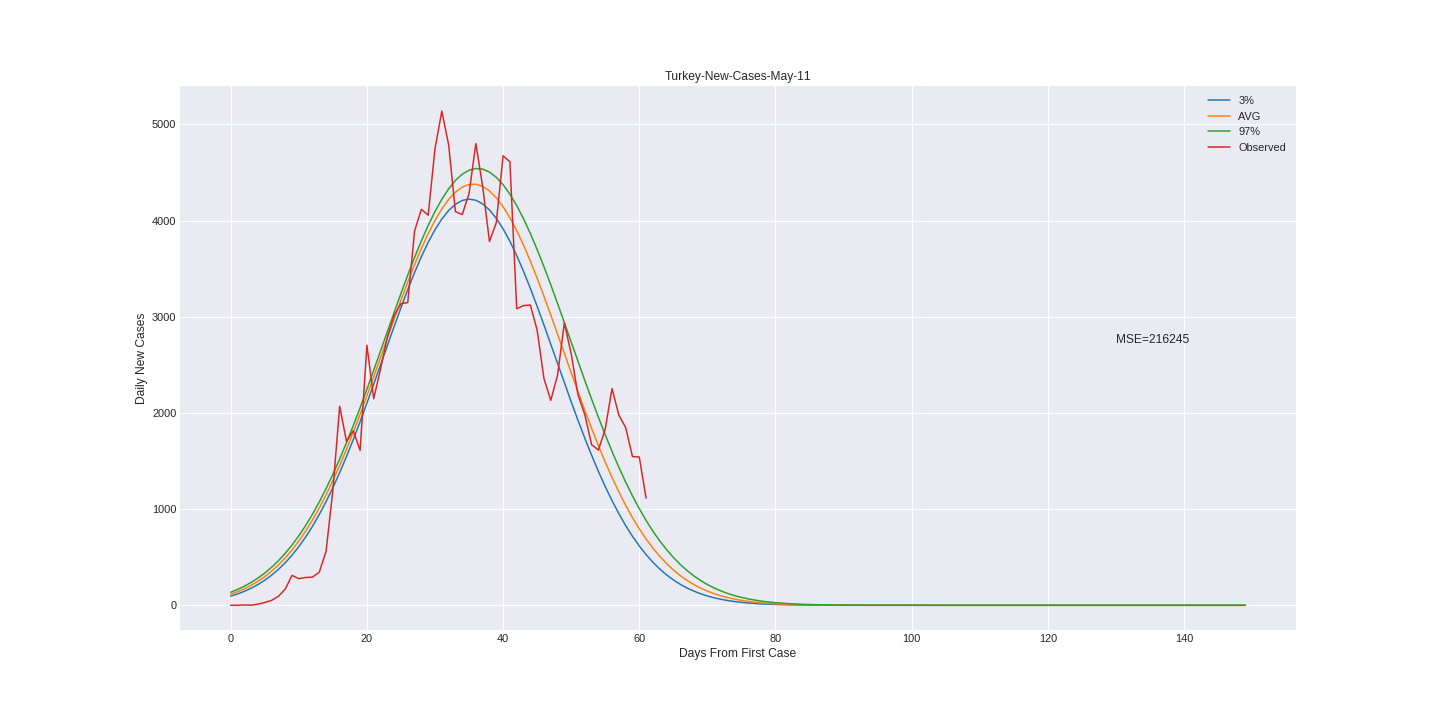 Turkey-New-Cases-May-11
3%
AVG
97%
Observed
5000
4000
3000
2000
1000
0
Daily New Cases
MSE=216245
0 20 40 60 80 100 120 140
Days From First Case